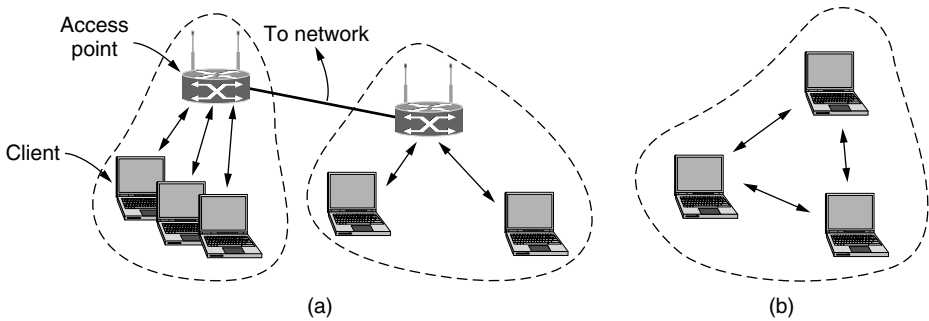 Access
point
To network
Client
(a)
(b)